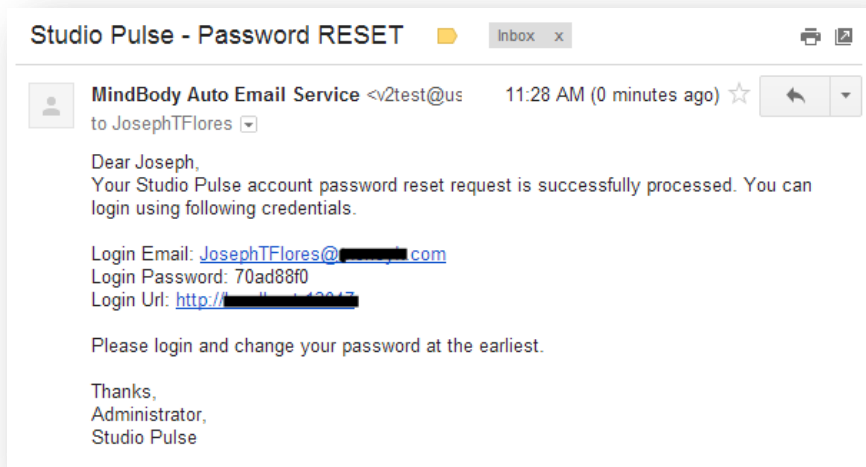 Studio Pulse - Password RESET
Inbox x
MindBody Auto Email Service <v2test@us 11:28 AM (0 minutes ago)
to JosephTFlores
Dear Joseph,
Your Studio Pulse account password reset request is successfully processed. You can
login using following credentials.
Login Email: JosephTFlores@ .com
Login Password: 70ad88f0
Login Url: http://
Please login and change your password at the earliest.
Thanks,
Administrator,
Studio Pulse